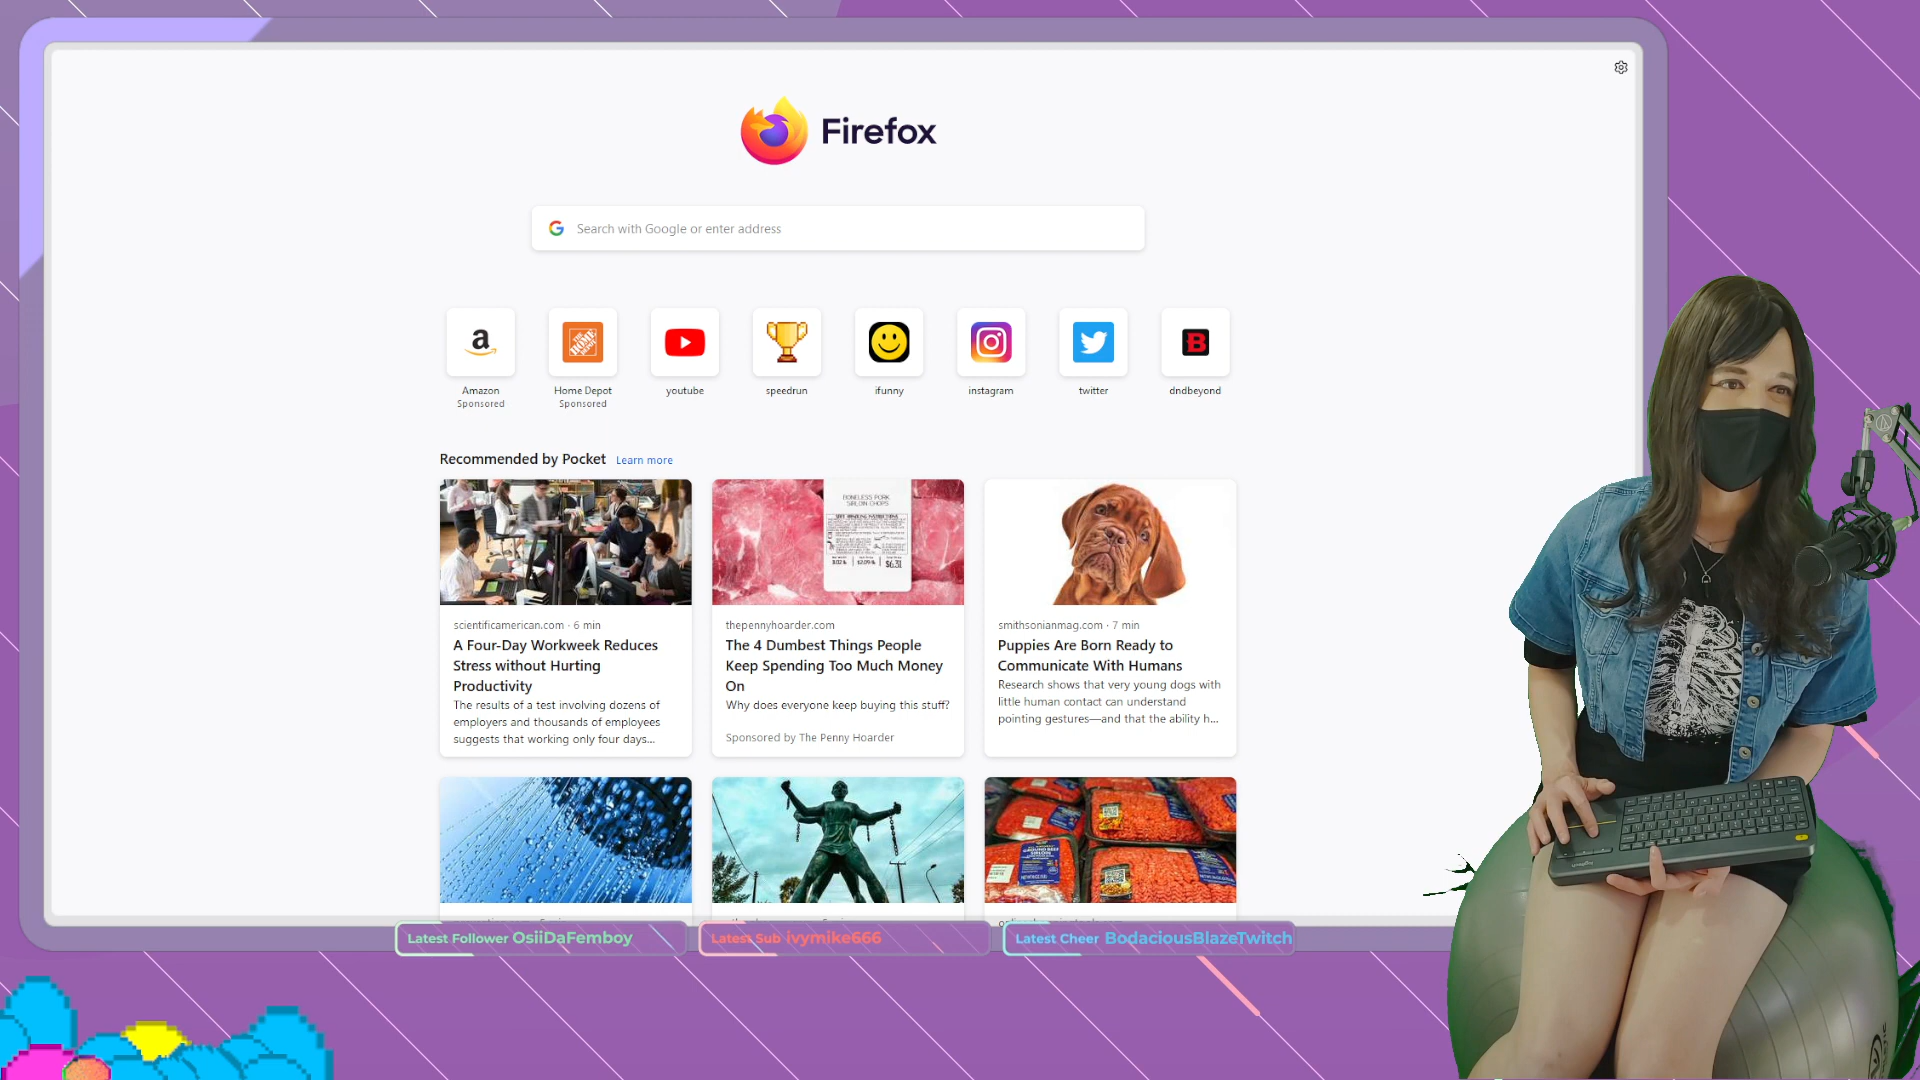 Firefox
Search with Google or enter address
Amazon
Sponsored
Home Depot
Sponsored
youtube
speedrun
ifunny
instagram
twitter
dndbeyond
Recommended by Pocket Learn more
BONELESS PORK
SIRLOIN CHOPS
$6.31
scientificamerican.com · 6 min
A Four-Day Workweek Reduces
Stress without Hurting
Productivity
The results of a test involving dozens of
employers and thousands of employees
suggests that working only four days...
thepennyhoarder.com
The 4 Dumbest Things People
Keep Spending Too Much Money
On
Why does everyone keep buying this stuff?
Sponsored by The Penny Hoarder
smithsonianmag.com · 7 min
Puppies Are Born Ready to
Communicate With Humans
Research shows that very young dogs with
little human contact can understand
pointing gestures—and that the ability h...
Latest Follower OsiiDaFemboy
Latest Sub ivymike666
Latest Cheer BodaciousBlazeTwitch